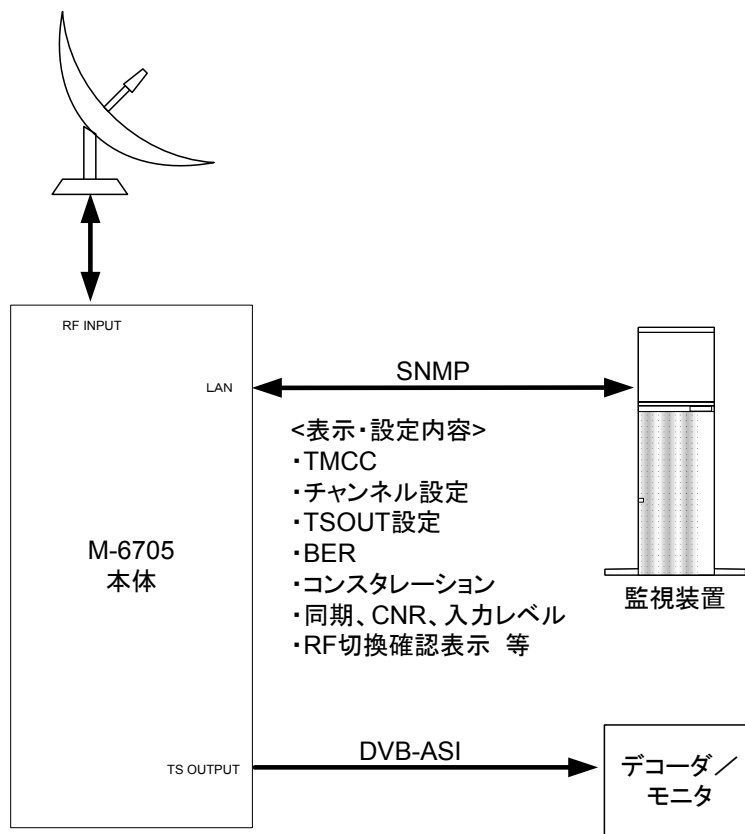 RF INPUT
LAN
SNMP
<表示・設定内容>
・TMCC
・チャンネル設定
・TSOUT設定
・BER
・コンスタレーション
・同期、CNR、入力レベル
・RF切換確認表示 等
M-6705
本体
監視装置
TS OUTPUT
DVB-ASI
デコーダ／
モニタ